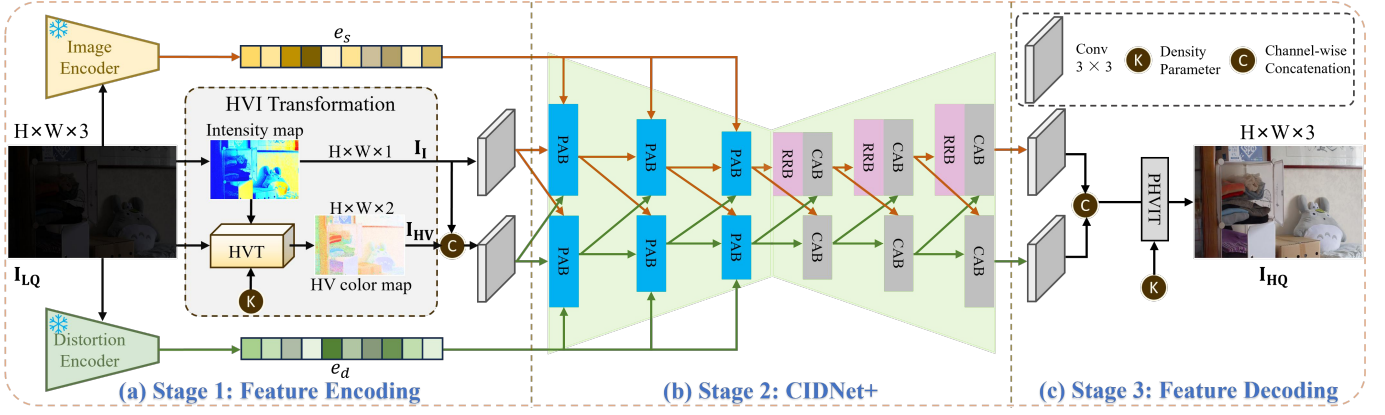 Image
Encoder
e_s
H×W×3
HVI Transformation
Intensity map
H×W×1
I_I
H×W×2
I_HV
HVT
HV color map
K
C
I_LQ
Distortion
Encoder
e_d
(a) Stage 1: Feature Encoding
PAB
PAB
PAB
RRB
CAB
RRB
CAB
RRB
CAB
PAB
PAB
PAB
CAB
CAB
CAB
(b) Stage 2: CIDNet+
Conv
3 × 3
K
Density
Parameter
C
Channel-wise
Concatenation
C
PHVIT
K
H×W×3
I_HQ
(c) Stage 3: Feature Decoding